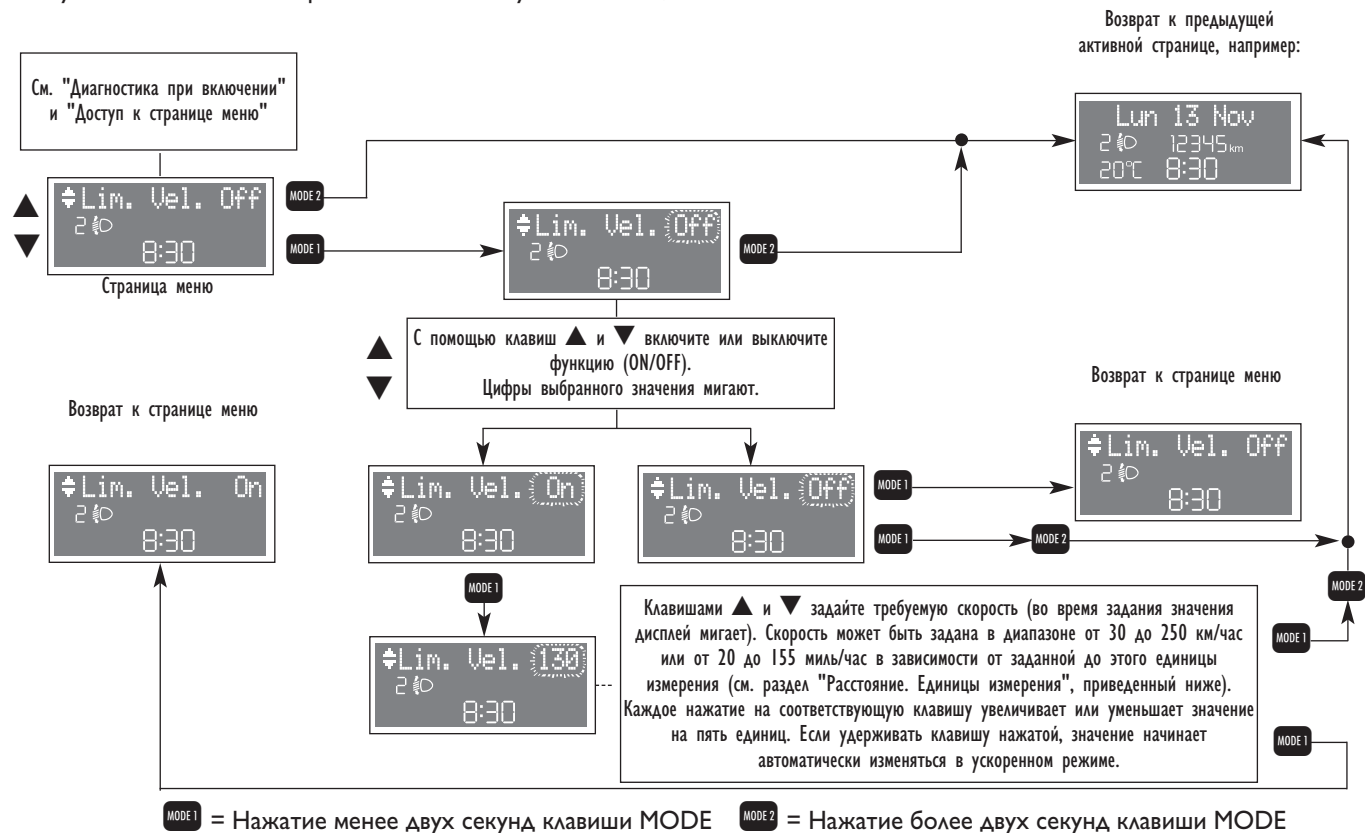 Возврат к предыдущей
активной странице, например:
См. "Диагностика при включении"
и "Доступ к странице меню"
Lun 13 Nov
2 12345 km
20°C 8:30
Lim. Vel. Off
2
8:30
MODE 2
MODE 1
Страница меню
Lim. Vel. Off
2
8:30
MODE 2
С помощью клавиш ▲ и ▼ включите или выключите
функцию (ON/OFF).
Цифры выбранного значения мигают.
Возврат к странице меню
Возврат к странице меню
Lim. Vel. On
2
8:30
Lim. Vel. On
2
8:30
Lim. Vel. Off
2
8:30
MODE 1
MODE 1
MODE 2
Lim. Vel. Off
2
8:30
MODE 1
Lim. Vel. 130
2
8:30
Клавишами ▲ и ▼ задайте требуемую скорость (во время задания значения
дисплей мигает). Скорость может быть задана в диапазоне от 30 до 250 км/час
или от 20 до 155 миль/час в зависимости от заданной до этого единицы
измерения (см. раздел "Расстояние. Единицы измерения", приведенный ниже).
Каждое нажатие на соответствующую клавишу увеличивает или уменьшает значение
на пять единиц. Если удерживать клавишу нажатой, значение начинает
автоматически изменяться в ускоренном режиме.
MODE 2
MODE 1
MODE 1
MODE 1 = Нажатие менее двух секунд клавиши MODE MODE 2 = Нажатие более двух секунд клавиши MODE